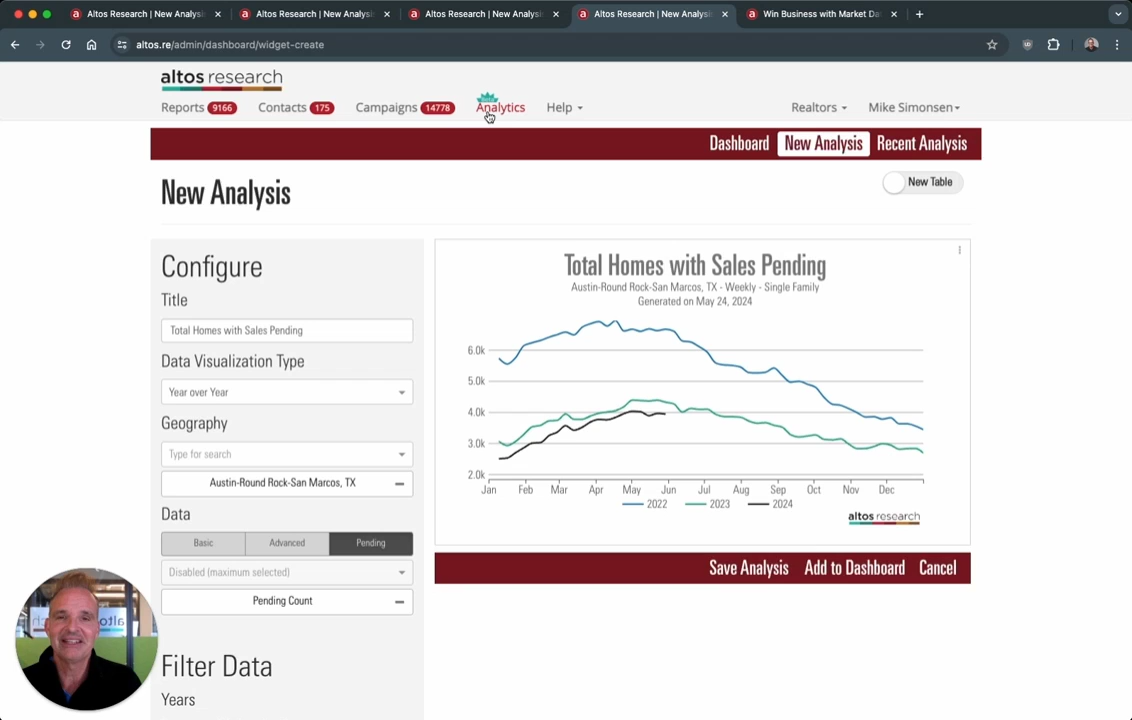 Altos Research | New Analysi
Altos Research | New Analysi
Altos Research | New Analysi
Altos Research | New Analysi
Win Business with Market Da
altos.re/admin/dashboard/widget-create
altos research
Reports 9166
Contacts 175
Campaigns 14778
Analytics
Help
Realtors
Mike Simonsen
Dashboard
New Analysis
Recent Analysis
New Analysis
New Table
Configure
Title
Total Homes with Sales Pending
Data Visualization Type
Year over Year
Geography
Type for search
Austin-Round Rock-San Marcos, TX
Data
Basic
Advanced
Pending
Disabled (maximum selected)
Pending Count
Filter Data
Years
Total Homes with Sales Pending
Austin-Round Rock-San Marcos, TX - Weekly - Single Family
Generated on May 24, 2024
6.0k
5.0k
4.0k
3.0k
2.0k
Jan Feb Mar Apr May Jun Jul Aug Sep Oct Nov Dec
2022 2023 2024
altos research
Save Analysis
Add to Dashboard
Cancel